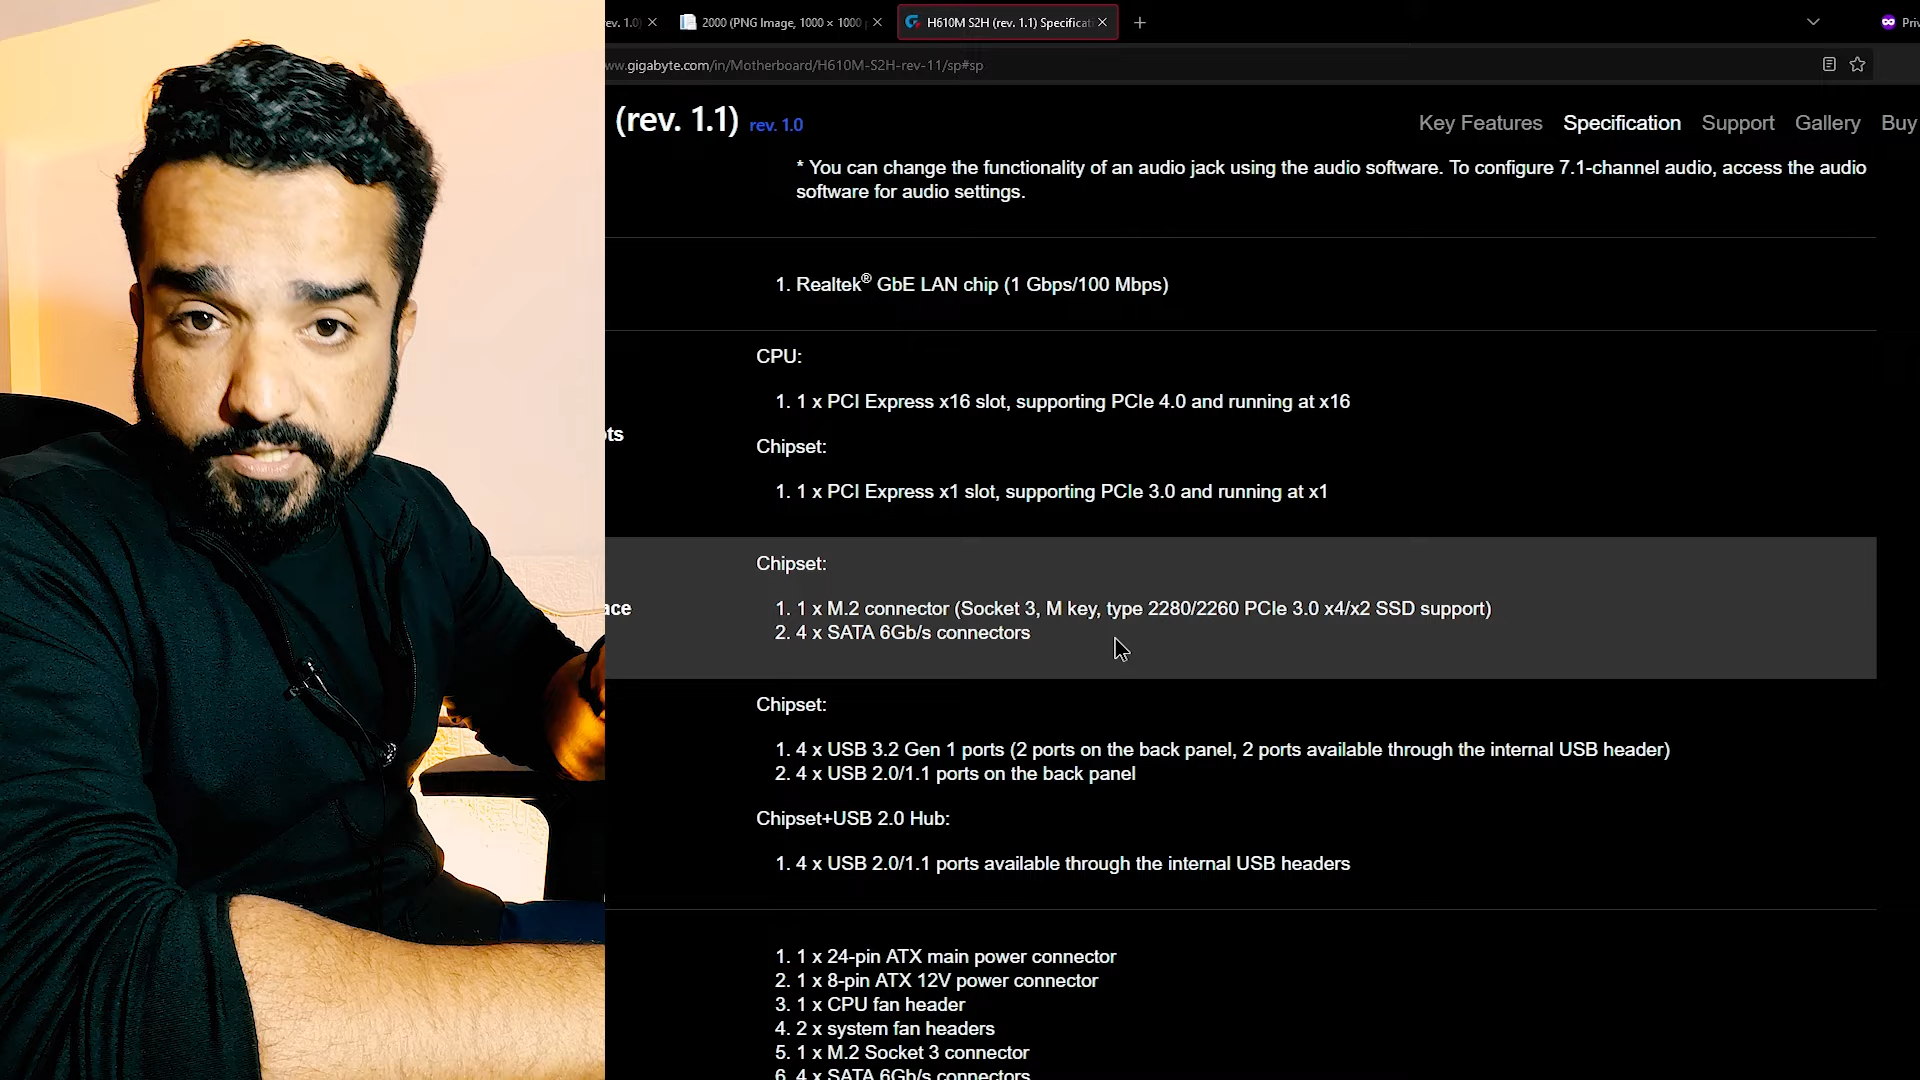 ev. 1.0)
2000 (PNG Image, 1000 × 1000
H610M S2H (rev. 1.1) Specificat
Priv
ww.gigabyte.com/in/Motherboard/H610M-S2H-rev-11/sp#sp
(rev. 1.1) rev. 1.0
Key Features Specification Support Gallery Buy
* You can change the functionality of an audio jack using the audio software. To configure 7.1-channel audio, access the audio
software for audio settings.
1. Realtek® GbE LAN chip (1 Gbps/100 Mbps)
CPU:
1. 1 x PCI Express x16 slot, supporting PCIe 4.0 and running at x16
ots
Chipset:
1. 1 x PCI Express x1 slot, supporting PCIe 3.0 and running at x1
Chipset:
ace
1. 1 x M.2 connector (Socket 3, M key, type 2280/2260 PCIe 3.0 x4/x2 SSD support)
2. 4 x SATA 6Gb/s connectors
Chipset:
1. 4 x USB 3.2 Gen 1 ports (2 ports on the back panel, 2 ports available through the internal USB header)
2. 4 x USB 2.0/1.1 ports on the back panel
Chipset+USB 2.0 Hub:
1. 4 x USB 2.0/1.1 ports available through the internal USB headers
1. 1 x 24-pin ATX main power connector
2. 1 x 8-pin ATX 12V power connector
3. 1 x CPU fan header
4. 2 x system fan headers
5. 1 x M.2 Socket 3 connector
6. 4 x SATA 6Gb/s connectors